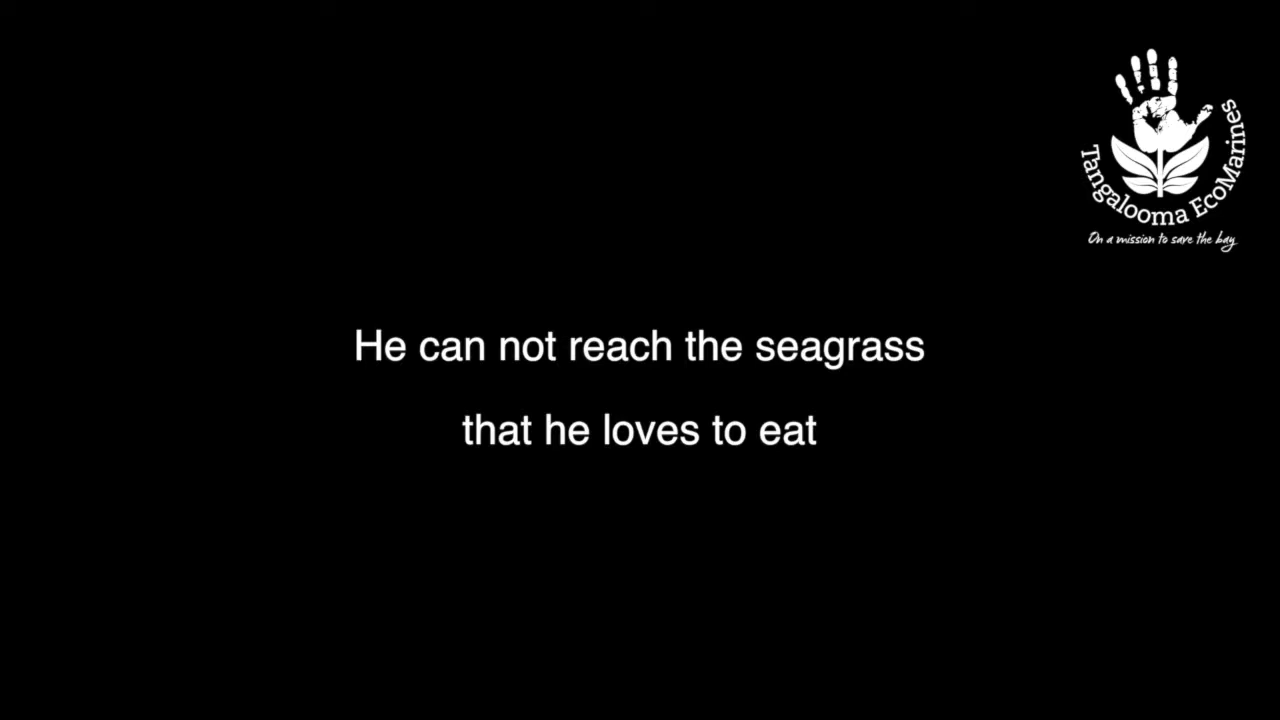 Tangalooma EcoMarines
On a mission to save the bay
He can not reach the seagrass
that he loves to eat